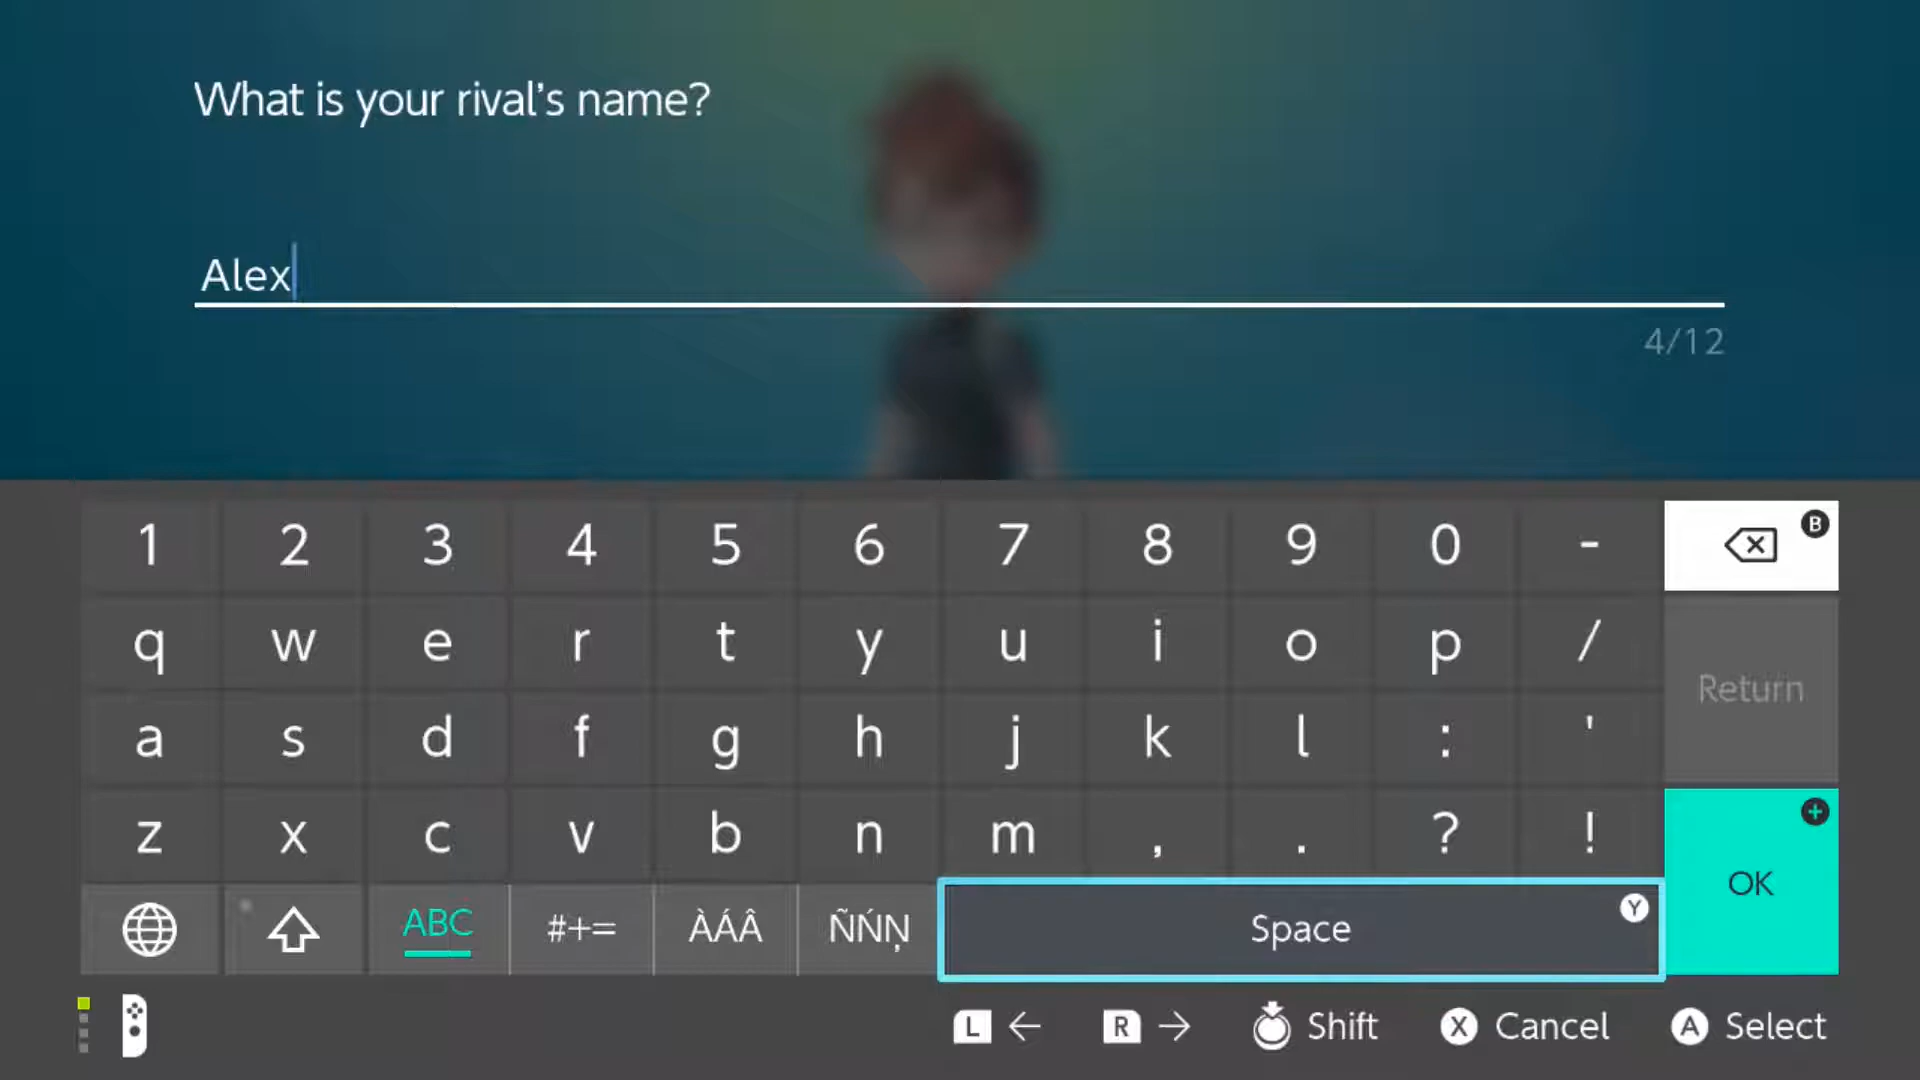 What is your rival's name?
Alex
4/12
1 2 3 4 5 6 7 8 9 0 - B
q w e r t y u i o p /
Return
a s d f g h j k l : '
z x c v b n m , . ? ! +
OK
ABC #+= ÀÁÂ ÑŃŅ Space Y
L ← R → Shift X Cancel A Select